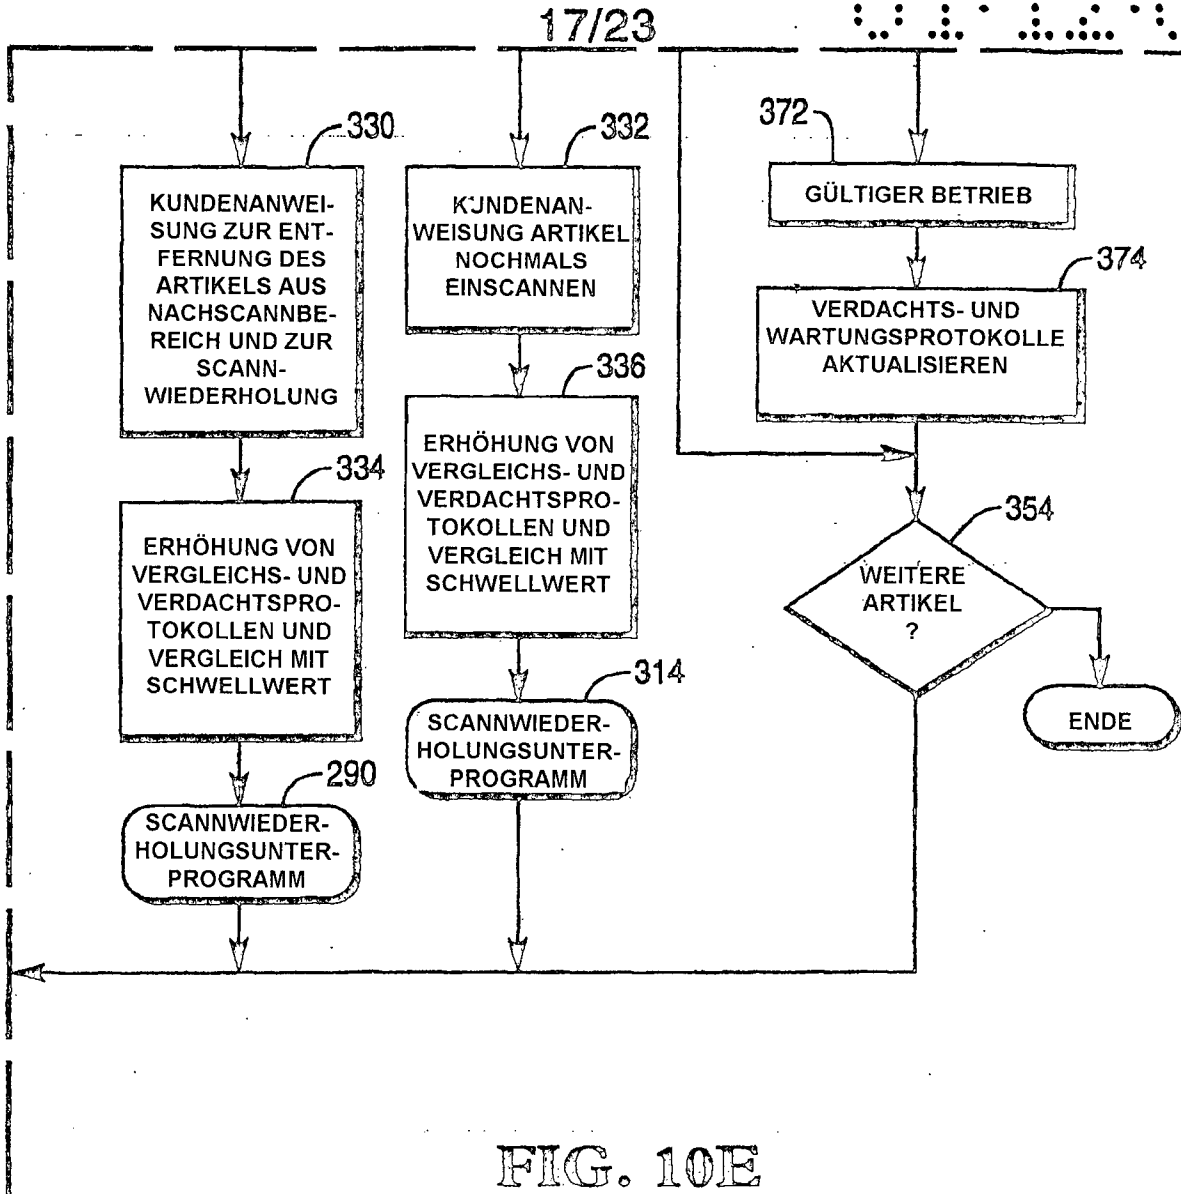 17/23
330
KUNDENANWEI-
SUNG ZUR ENT-
FERNUNG DES
ARTIKELS AUS
NACHSCANNBE-
REICH UND ZUR
SCANN-
WIEDERHOLUNG
334
ERHÖHUNG VON
VERGLEICHS- UND
VERDACHTSPRO-
TOKOLLEN UND
VERGLEICH MIT
SCHWELLWERT
290
SCANNWIEDER-
HOLUNGSUNTER-
PROGRAMM
332
KUNDENAN-
WEISUNG ARTIKEL
NOCHMALS
EINSCANNEN
336
ERHÖHUNG VON
VERGLEICHS- UND
VERDACHTSPRO-
TOKOLLEN UND
VERGLEICH MIT
SCHWELLWERT
314
SCANNWIEDER-
HOLUNGSUNTER-
PROGRAMM
372
GÜLTIGER BETRIEB
374
VERDACHTS- UND
WARTUNGSPROTOKOLLE
AKTUALISIEREN
354
WEITERE
ARTIKEL
?
ENDE
FIG. 10E